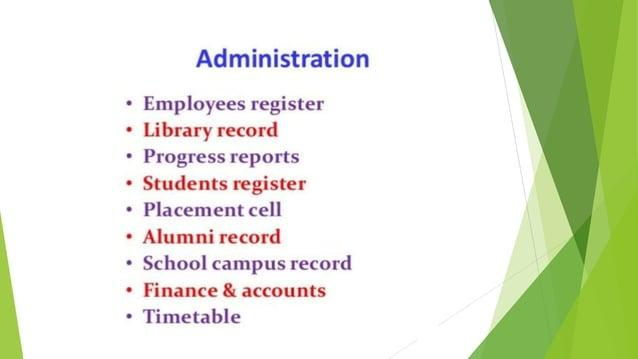 Administration
• Employees register
• Library record
• Progress reports
• Students register
• Placement cell
• Alumni record
• School campus record
• Finance & accounts
• Timetable